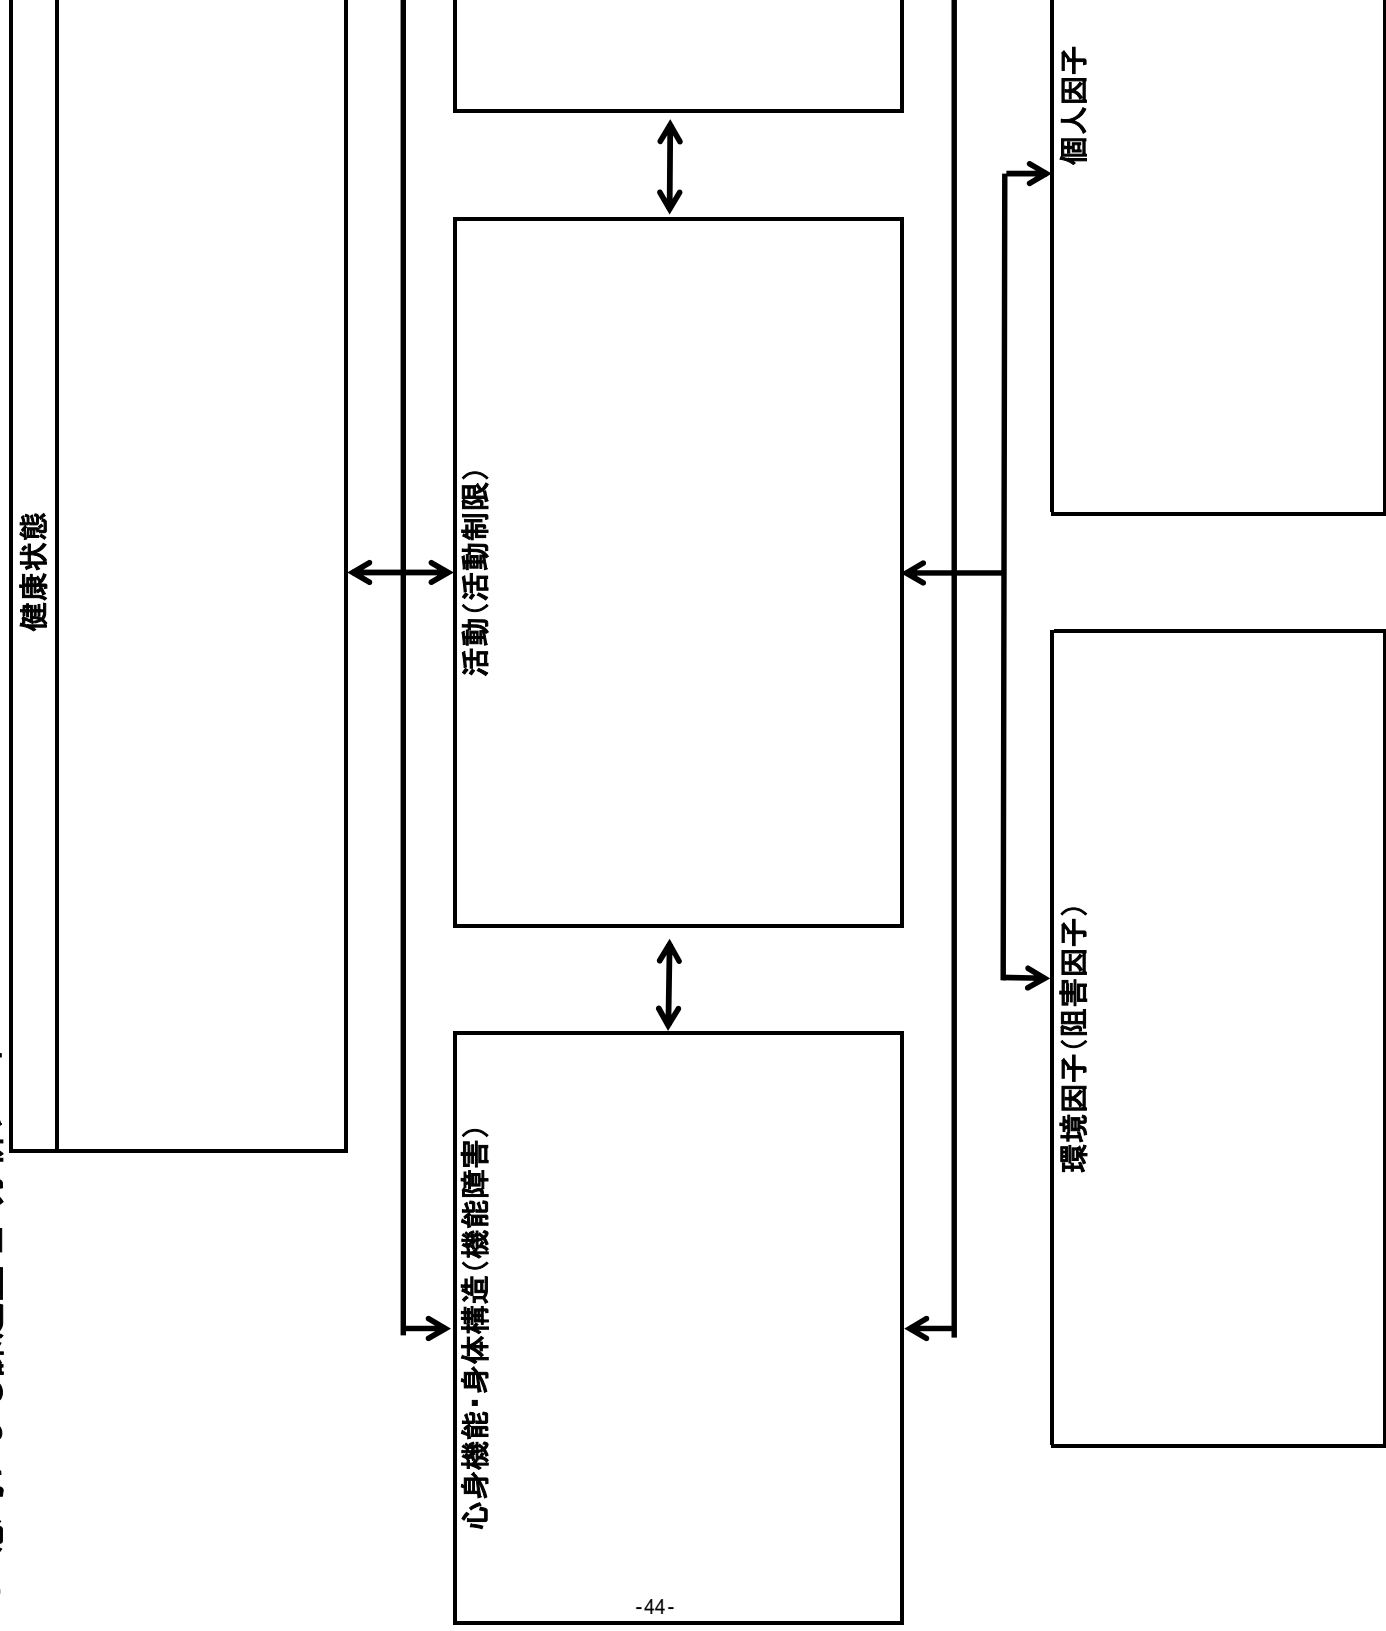 健康状態
心身機能・身体構造（機能障害）
活動（活動制限）
環境因子（阻害因子）
個人因子
-44-